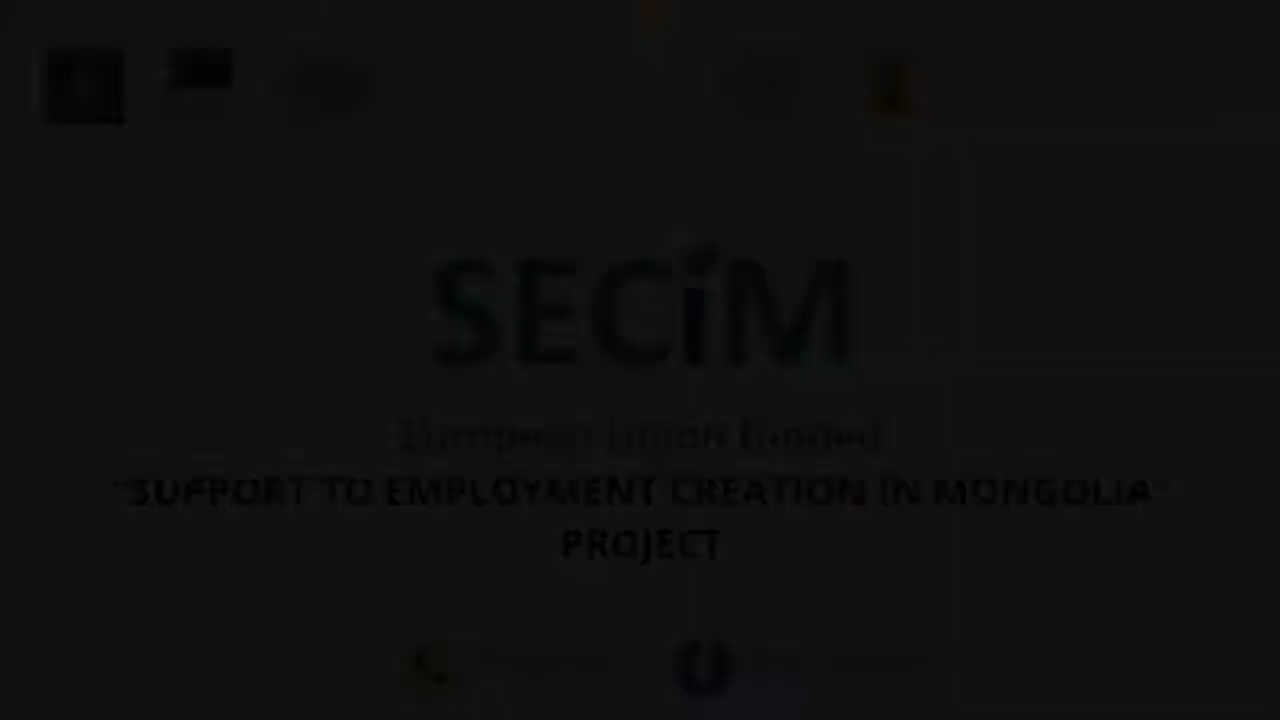 SECiM
European Union funded
"SUPPORT TO EMPLOYMENT CREATION IN MONGOLIA"
PROJECT